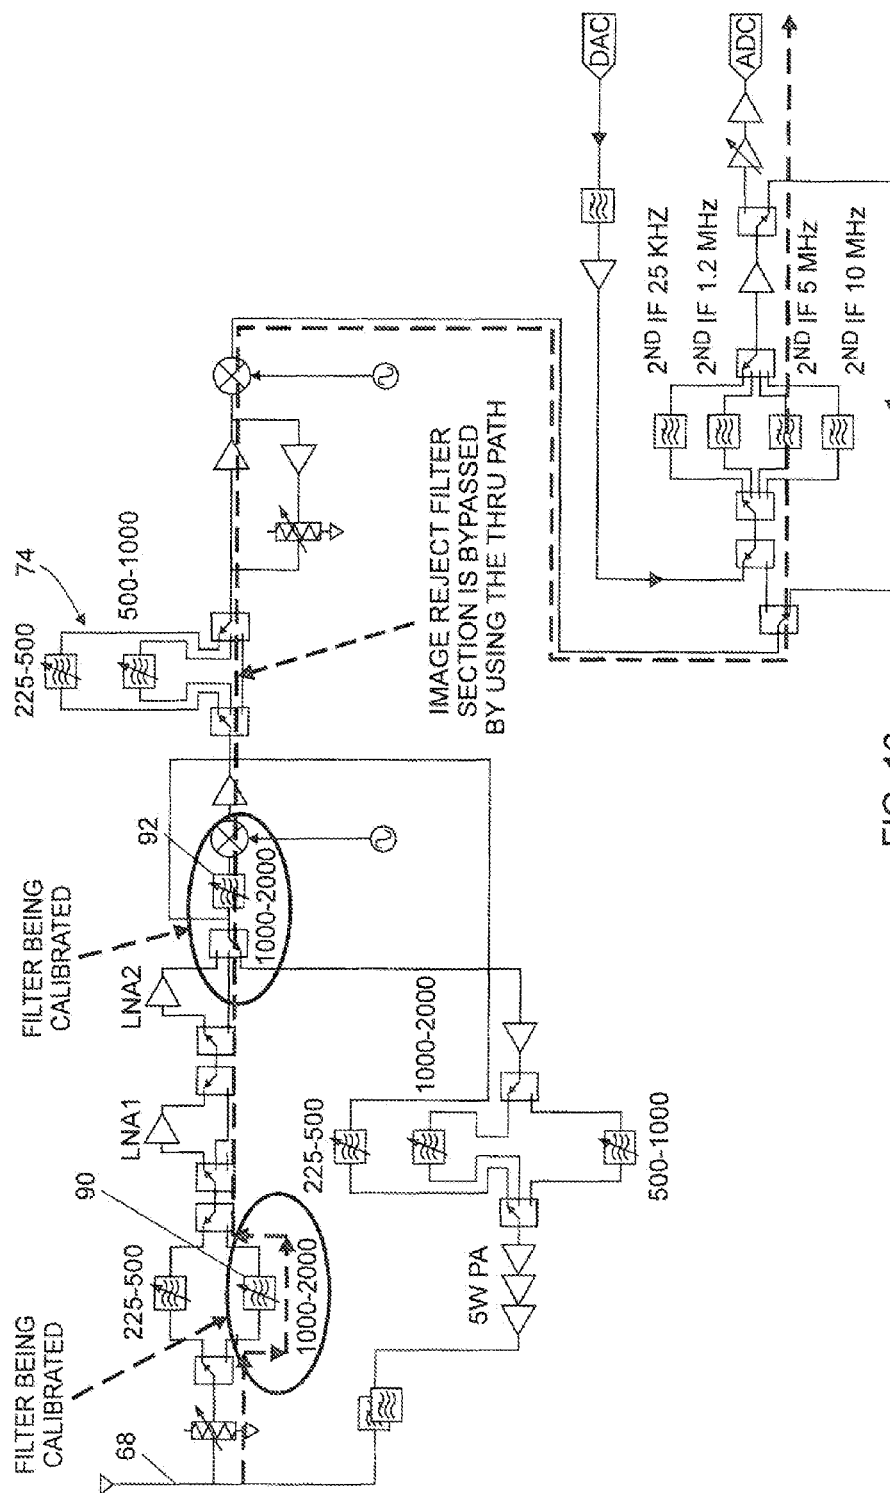 FILTER BEING
CALIBRATED
68
225-500
90
1000-2000
LNA1
LNA2
FILTER BEING
CALIBRATED
92
1000-2000
225-500
74
500-1000
IMAGE REJECT FILTER
SECTION IS BYPASSED
BY USING THE THRU PATH
5W PA
225-500
1000-2000
500-1000
DAC
ADC
2ND IF 25 KHZ
2ND IF 1.2 MHz
2ND IF 5 MHz
2ND IF 10 MHz